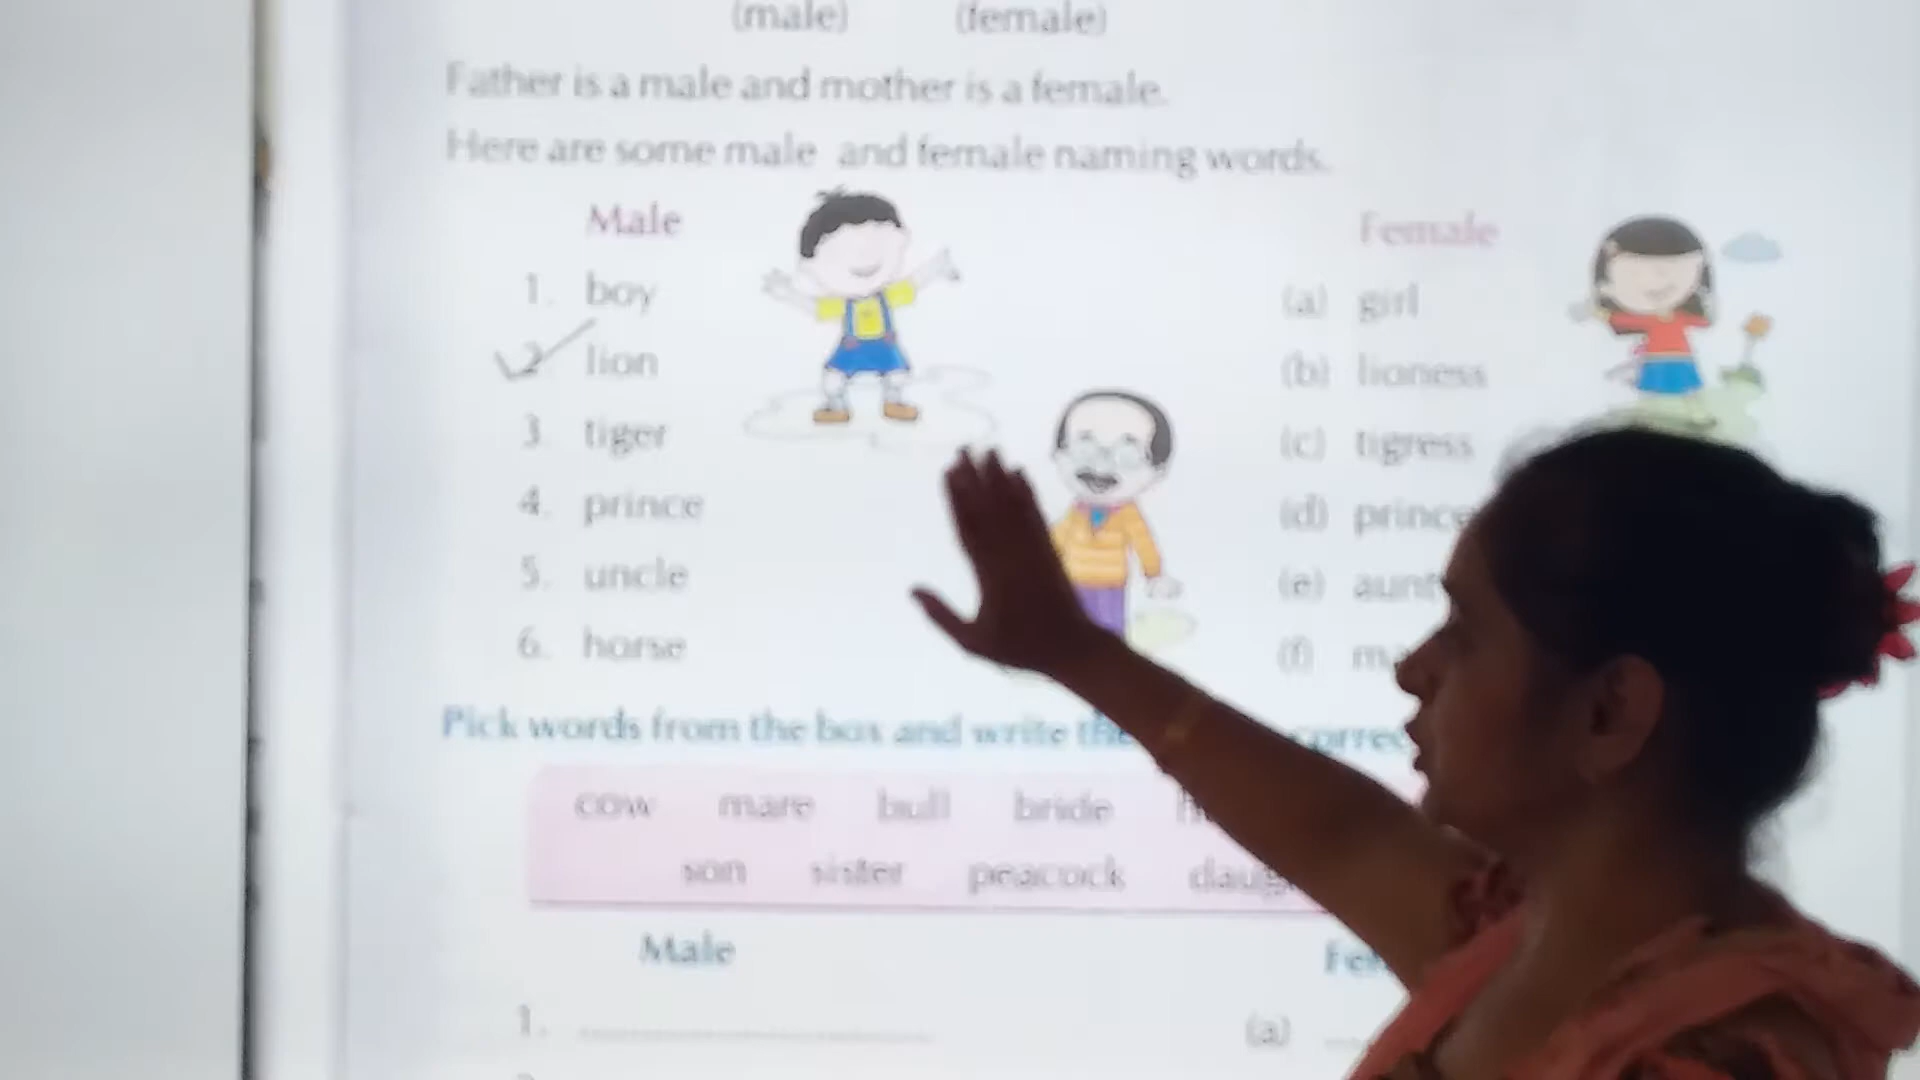 (male) (female)
Father is a male and mother is a female.
Here are some male and female naming words.
Male Female
1. boy (a) girl
2. lion (b) lioness
3. tiger (c) tigress
4. prince (d)
5. uncle (e)
6. horse (f)
Pick words from the box and write
cow mare bull bride
son sister peacock
Male
1. (a)